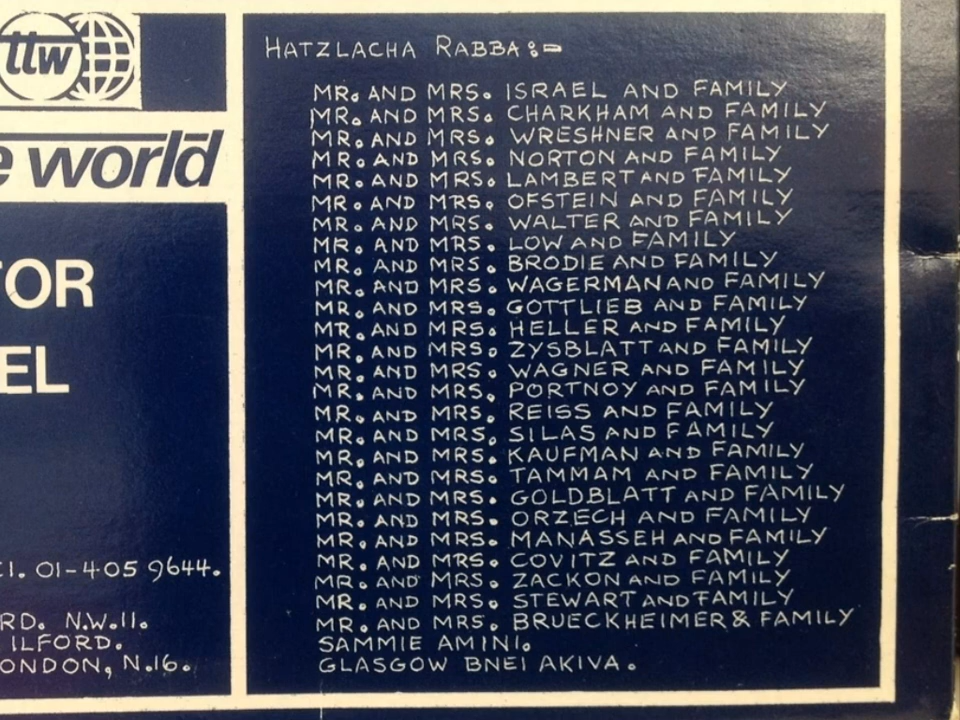 ttw
e world
OR
EL
C1. 01-405 9644.
RD. N.W.11.
ILFORD.
ONDON, N.16.
HATZLACHA RABBA:-
MR. AND MRS. ISRAEL AND FAMILY
MR. AND MRS. CHARKHAM AND FAMILY
MR. AND MRS. WRESHNER AND FAMILY
MR. AND MRS. NORTON AND FAMILY
MR. AND MRS. LAMBERT AND FAMILY
MR. AND MRS. OFSTEIN AND FAMILY
MR. AND MRS. WALTER AND FAMILY
MR. AND MRS. LOW AND FAMILY
MR. AND MRS. BRODIE AND FAMILY
MR. AND MRS. WAGERMAN AND FAMILY
MR. AND MRS. GOTTLIEB AND FAMILY
MR. AND MRS. HELLER AND FAMILY
MR. AND MRS. ZYSBLATT AND FAMILY
MR. AND MRS. WAGNER AND FAMILY
MR. AND MRS. PORTNOY AND FAMILY
MR. AND MRS. REISS AND FAMILY
MR. AND MRS. SILAS AND FAMILY
MR. AND MRS. KAUFMAN AND FAMILY
MR. AND MRS. TAMMAM AND FAMILY
MR. AND MRS. GOLDBLATT AND FAMILY
MR. AND MRS. ORZECH AND FAMILY
MR. AND MRS. MANASSEH AND FAMILY
MR. AND MRS. COVITZ AND FAMILY
MR. AND MRS. ZACKON AND FAMILY
MR. AND MRS. STEWART AND FAMILY
MR. AND MRS. BRUECKHEIMER & FAMILY
SAMMIE AMINI.
GLASGOW BNEI AKIVA.